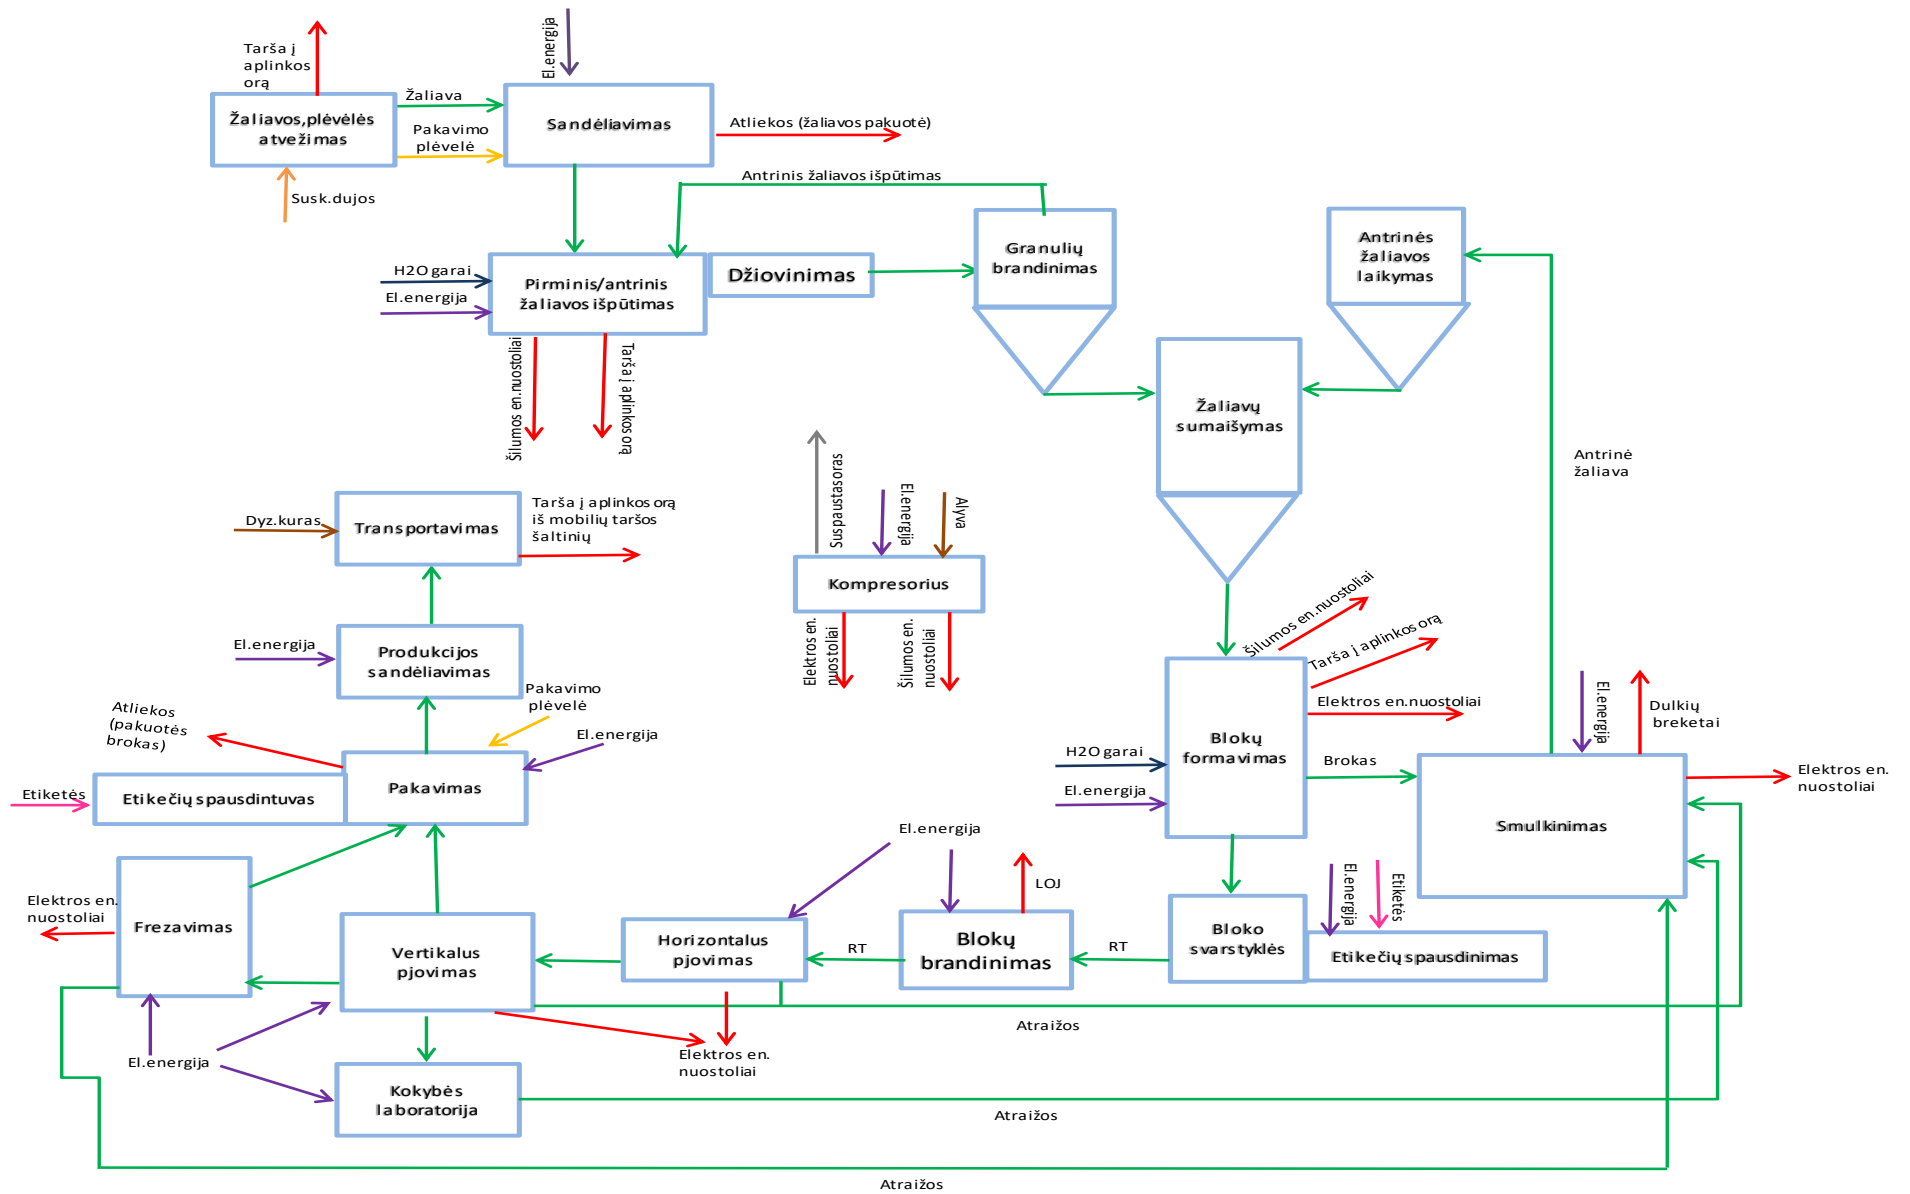 El.energija
Tarša į
aplinkos
orą
Žaliavos,plėvėlės
atvežimas
Žaliava
Pakavimo
plėvelė
Susk.dujos
Sandėliavimas
Atliekos (žaliavos pakuotė)
Antrinis žaliavos išpūtimas
H2O garai
El.energija
Pirminis/antrinis
žaliavos išpūtimas
Džiovinimas
Granulių
brandinimas
Antrinės
žaliavos
laikymas
Šilumos en.nuostoliai
Tarša į aplinkos orą
Žaliavų
sumaišymas
Antrinė
žaliava
Dyz.kuras
Transportavimas
Tarša į aplinkos orą
iš mobilių taršos
šaltinių
Suspaustas oras
El.energija
Alyva
Kompresorius
Elektros en.
nuostoliai
Šilumos en.
nuostoliai
El.energija
Produkcijos
sandėliavimas
Šilumos en.nuostoliai
Tarša į aplinkos orą
Elektros en.nuostoliai
H2O garai
El.energija
Blokų
formavimas
Brokas
El.energija
Dulkių
breketai
Smulkinimas
Elektros en.
nuostoliai
Atliekos
(pakuotės
brokas)
Pakavimo
plėvelė
El.energija
Etiketės
Etikečių spausdintuvas
Pakavimas
Elektros en.
nuostoliai
Frezavimas
Vertikalus
pjovimas
Horizontalus
pjovimas
El.energija
RT
Blokų
brandinimas
LOJ
RT
Bloko
svarstyklės
El.energija
Etiketės
Etikečių spausdinimas
Atraižos
El.energija
Elektros en.
nuostoliai
Kokybės
laboratorija
Atraižos
Atraižos